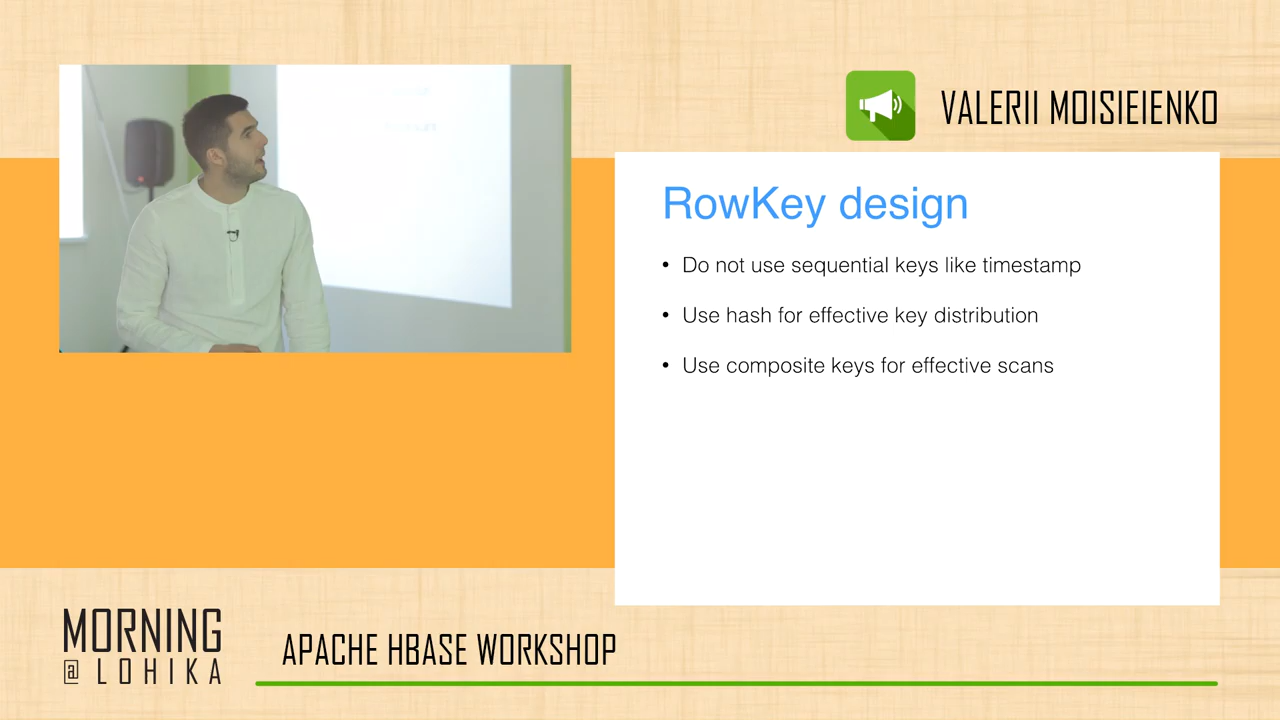 VALERII MOISIEIENKO
RowKey design
• Do not use sequential keys like timestamp
• Use hash for effective key distribution
• Use composite keys for effective scans
MORNING
@ LOHIKA
APACHE HBASE WORKSHOP